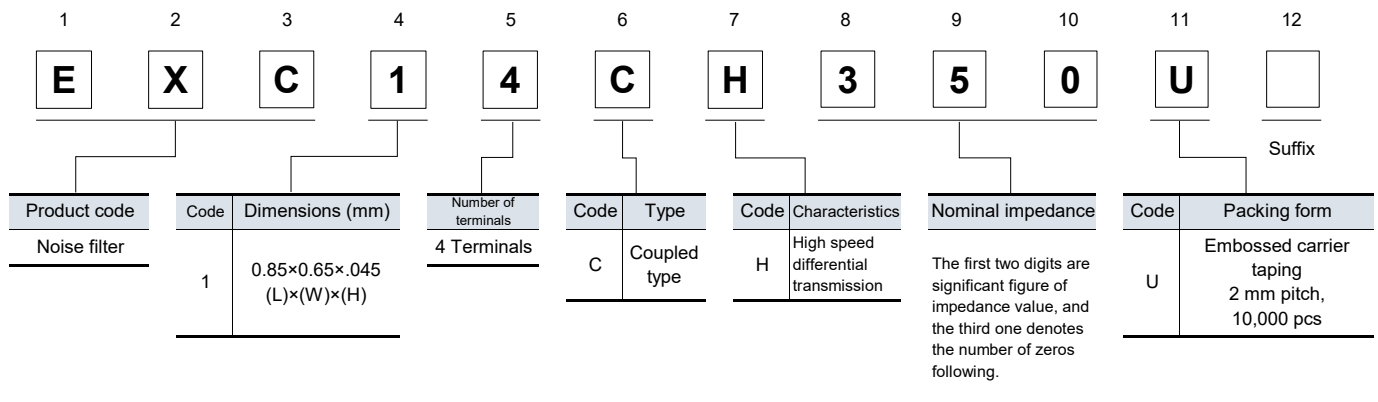 1 2 3 4 5 6 7 8 9 10 11 12
E X C 1 4 C H 3 5 0 U
Suffix
Product code
Noise filter
Code Dimensions (mm)
1
0.85×0.65×.045
(L)×(W)×(H)
Number of
terminals
4 Terminals
Code Type
C
Coupled
type
Code Characteristics
H
High speed
differential
transmission
Nominal impedance
The first two digits are
significant figure of
impedance value, and
the third one denotes
the number of zeros
following.
Code Packing form
U
Embossed carrier
taping
2 mm pitch,
10,000 pcs